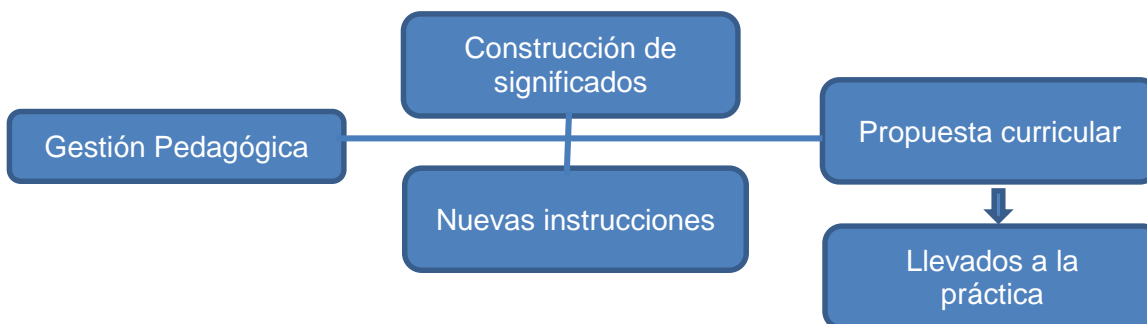 Construcción de
significados
Gestión Pedagógica
Propuesta curricular
Nuevas instrucciones
Llevados a la
práctica